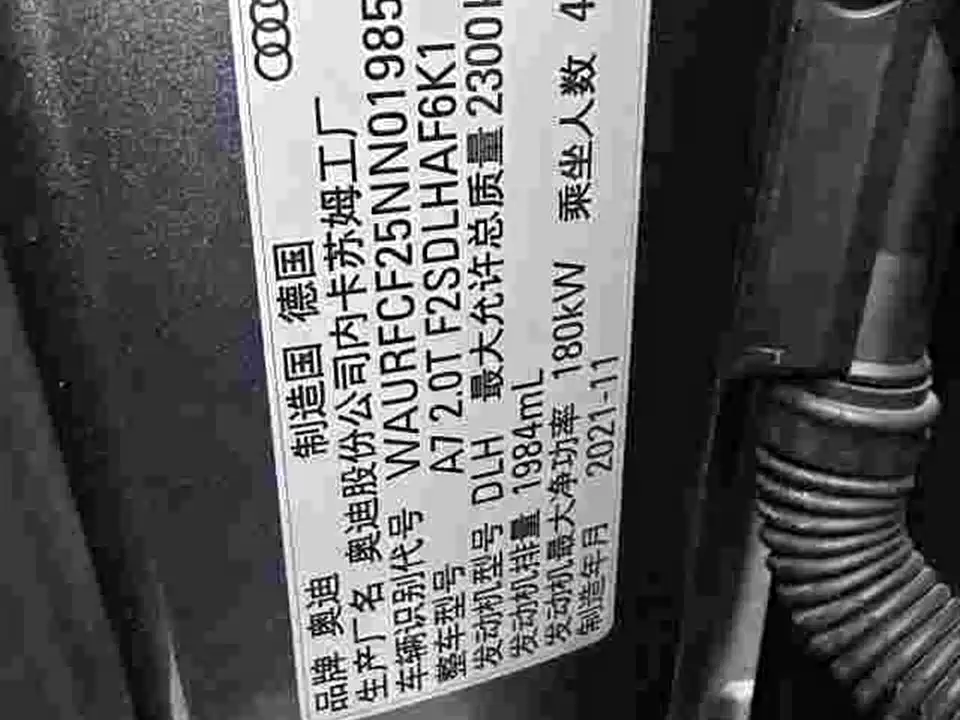 品牌 奥迪 制造国 德国
生产厂名 奥迪股份公司内卡苏姆工厂
车辆识别代号 WAURFCF25NN01985
整车型号 A7 2.0T F2SDLHAF6K1
发动机型号 DLH 最大允许总质量 2300
发动机排量 1984mL
发动机最大净功率 180kW 乘坐人数 4
制造年月 2021-11